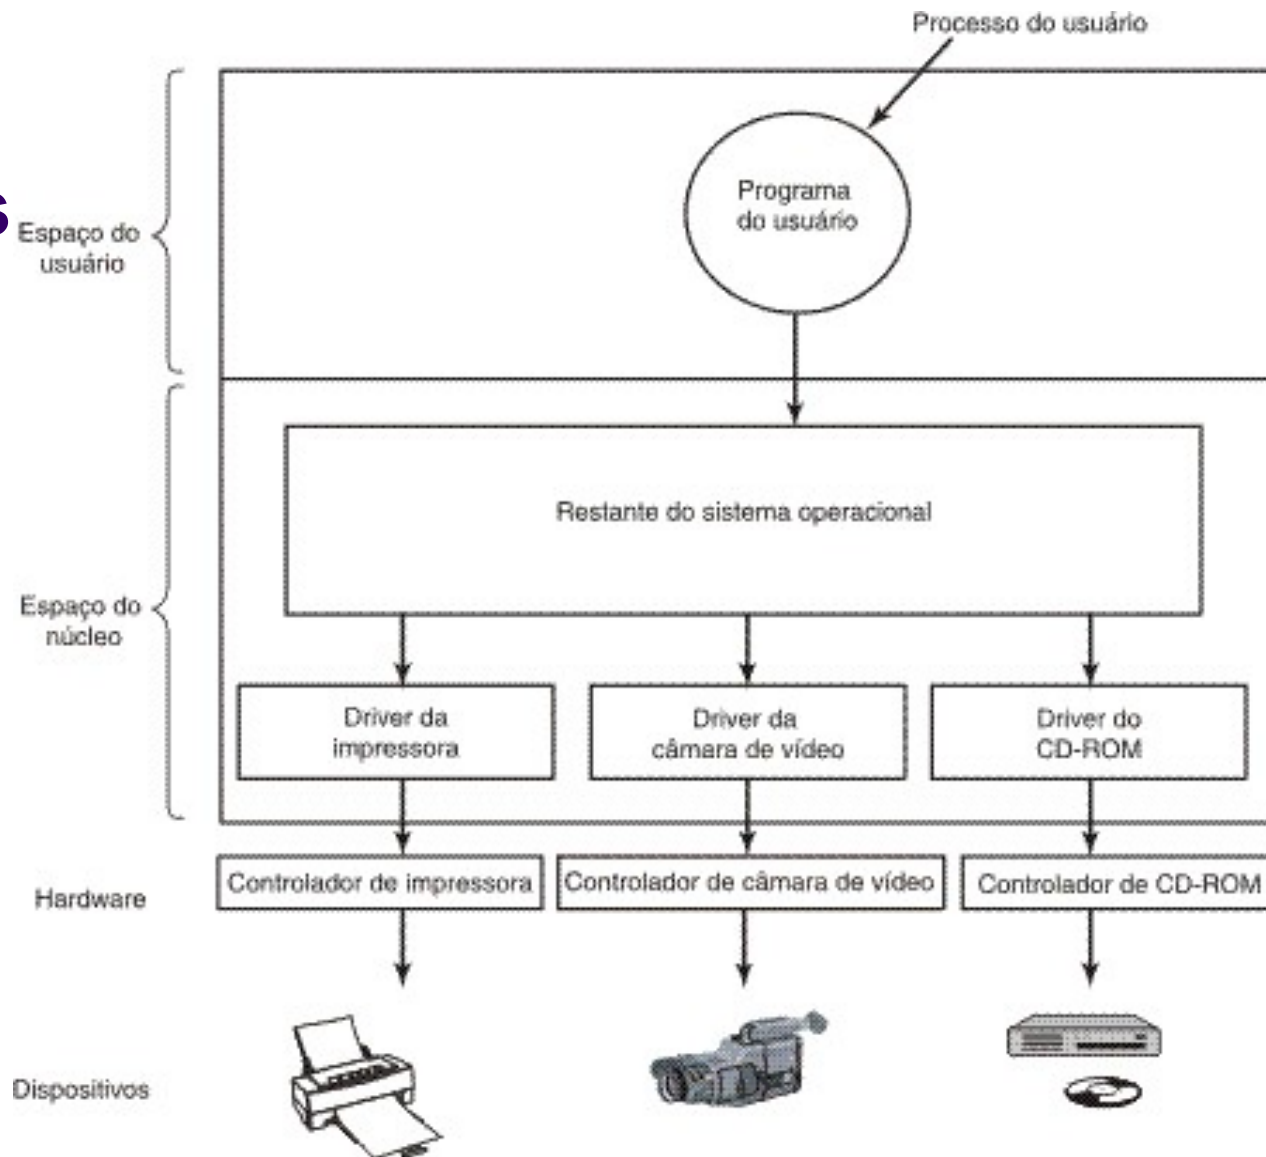 Processo do usuário
s
Espaço do
usuário
Programa
do usuário
Restante do sistema operacional
Espaço do
núcleo
Driver da
impressora
Driver da
câmara de vídeo
Driver do
CD-ROM
Hardware
Controlador de impressora
Controlador de câmara de vídeo
Controlador de CD-ROM
Dispositivos